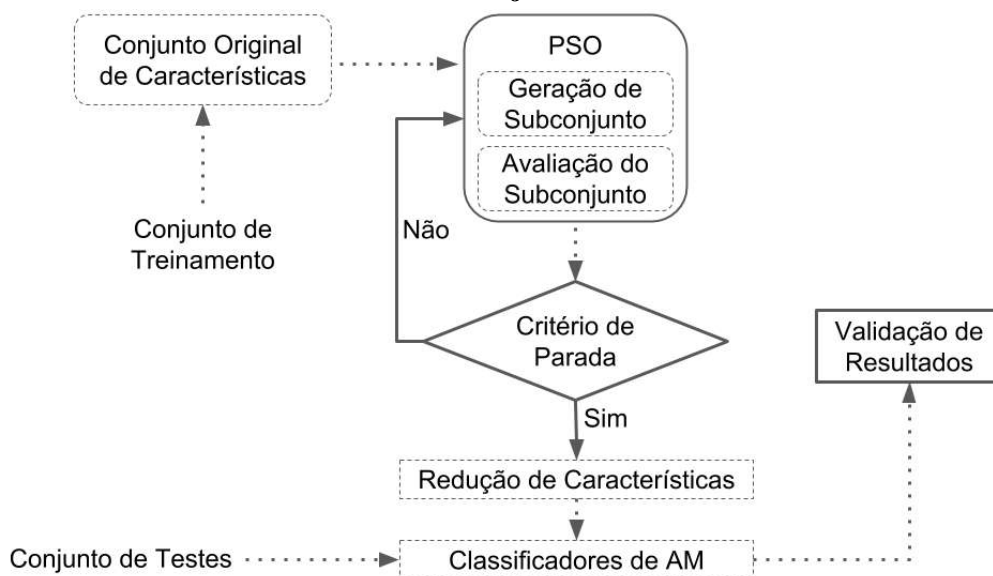 Conjunto Original
de Características
PSO
Geração de
Subconjunto
Avaliação do
Subconjunto
Conjunto de
Treinamento
Não
Critério de
Parada
Validação de
Resultados
Sim
Redução de Características
Conjunto de Testes
Classificadores de AM